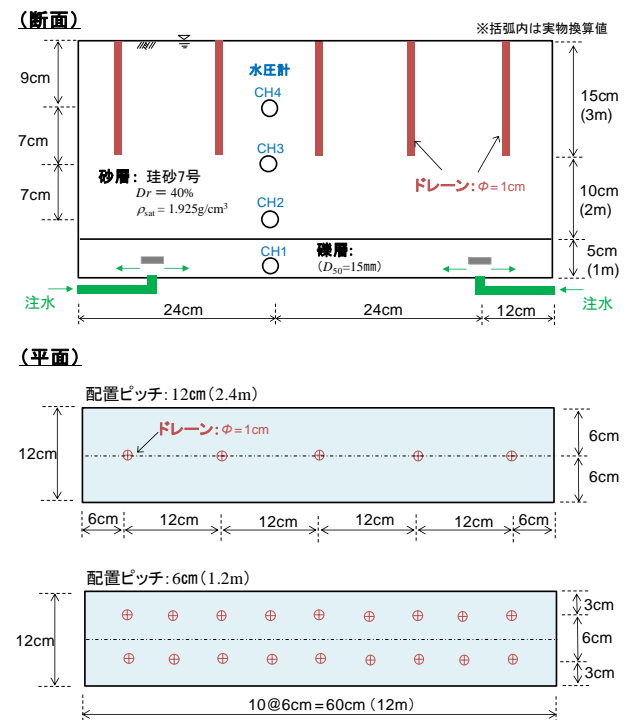 (断面)
※括弧内は実物換算値
9cm
水圧計
CH4
15cm
(3m)
7cm
CH3
砂層: 珪砂7号
Dr = 40%
ρsat = 1.925g/cm³
ドレーン:Φ=1cm
7cm
CH2
10cm
(2m)
CH1
礫層:
(D50=15mm)
5cm
(1m)
注水
注水
24cm
24cm
12cm
(平面)
配置ピッチ:12cm(2.4m)
ドレーン:Φ=1cm
12cm
6cm
6cm
6cm
12cm
12cm
12cm
12cm
6cm
配置ピッチ:6cm(1.2m)
12cm
3cm
6cm
3cm
10@6cm=60cm (12m)